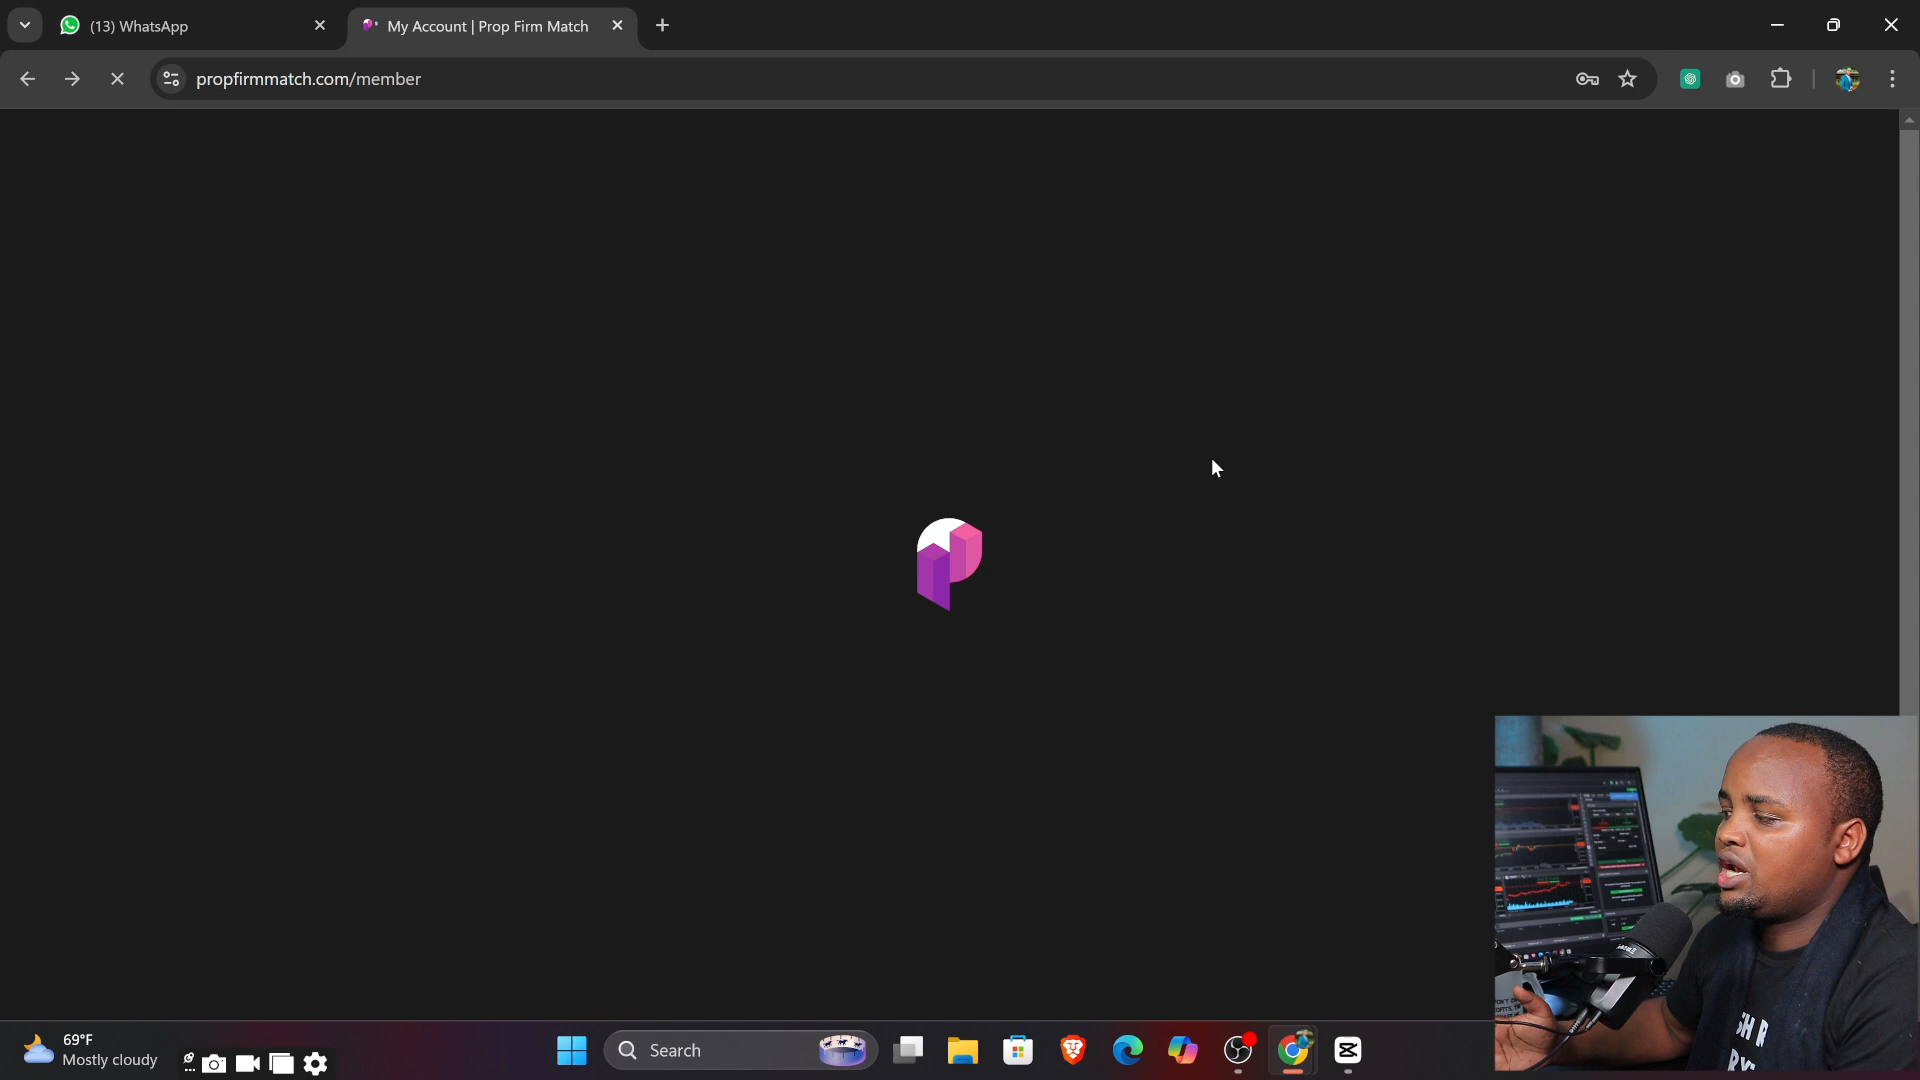 (13) WhatsApp
My Account | Prop Firm Match
propfirmmatch.com/member
69°F
Mostly cloudy
Search